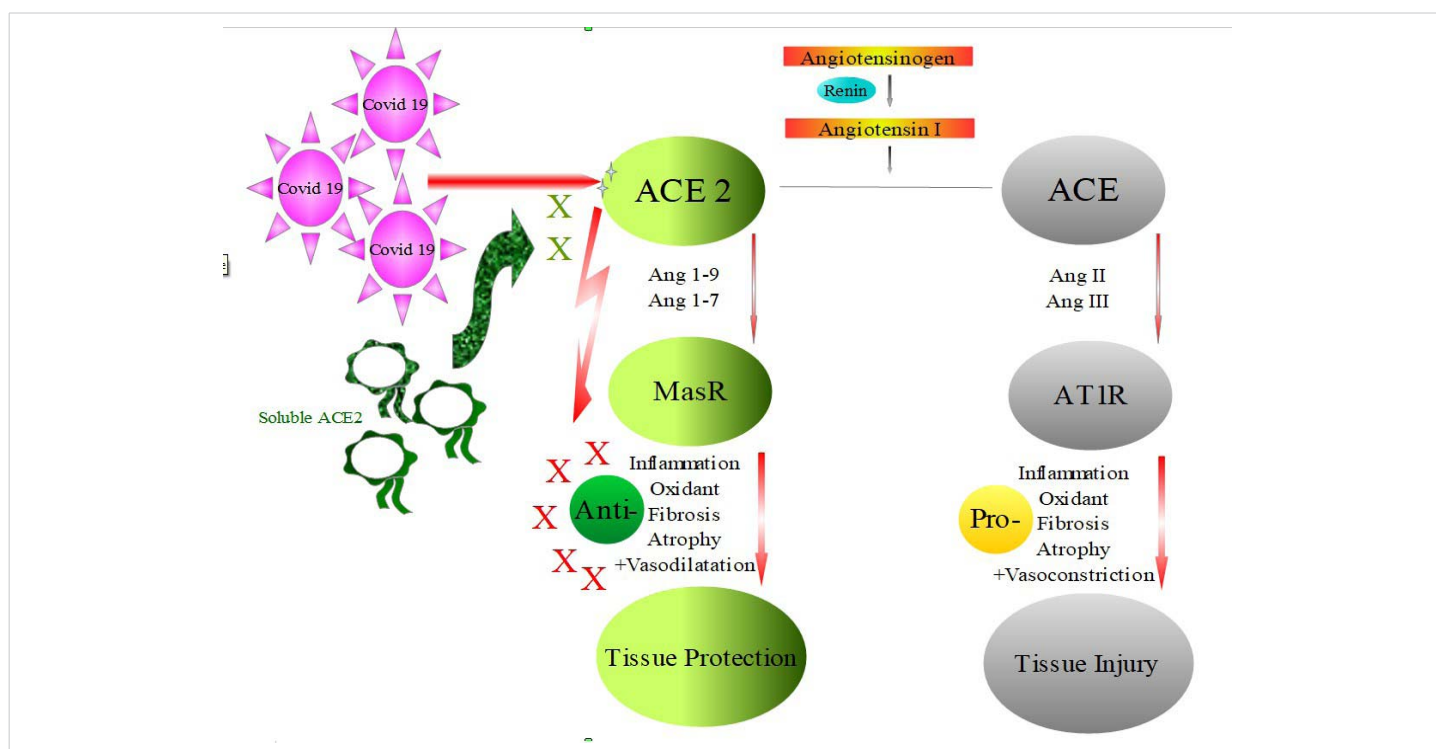 Angiotensinogen
Renin
Angiotensin I
Covid 19
Covid 19
Covid 19
X
X
ACE 2
ACE
Ang 1-9
Ang 1-7
Ang II
Ang III
MasR
AT1R
Soluble ACE2
X
X
X
X
X
Anti-
Inflammation
Oxidant
Fibrosis
Atrophy
+Vasodilatation
Pro-
Inflammation
Oxidant
Fibrosis
Atrophy
+Vasoconstriction
Tissue Protection
Tissue Injury